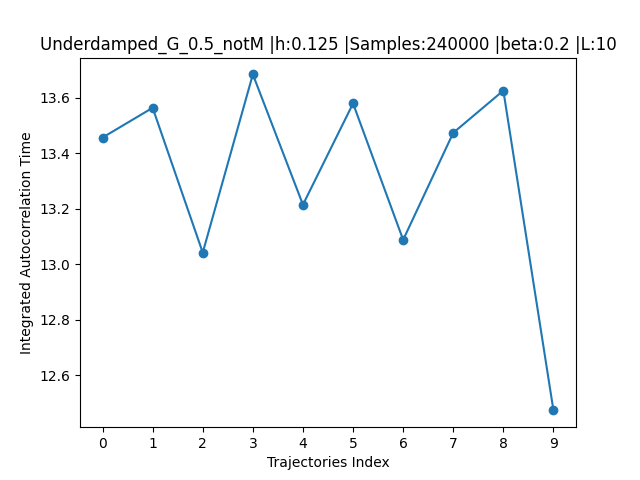 Underdamped_G_0.5_notM |h:0.125 |Samples:240000 |beta:0.2 |L:10
Integrated Autocorrelation Time
13.6
13.4
13.2
13.0
12.8
12.6
0 1 2 3 4 5 6 7 8 9
Trajectories Index